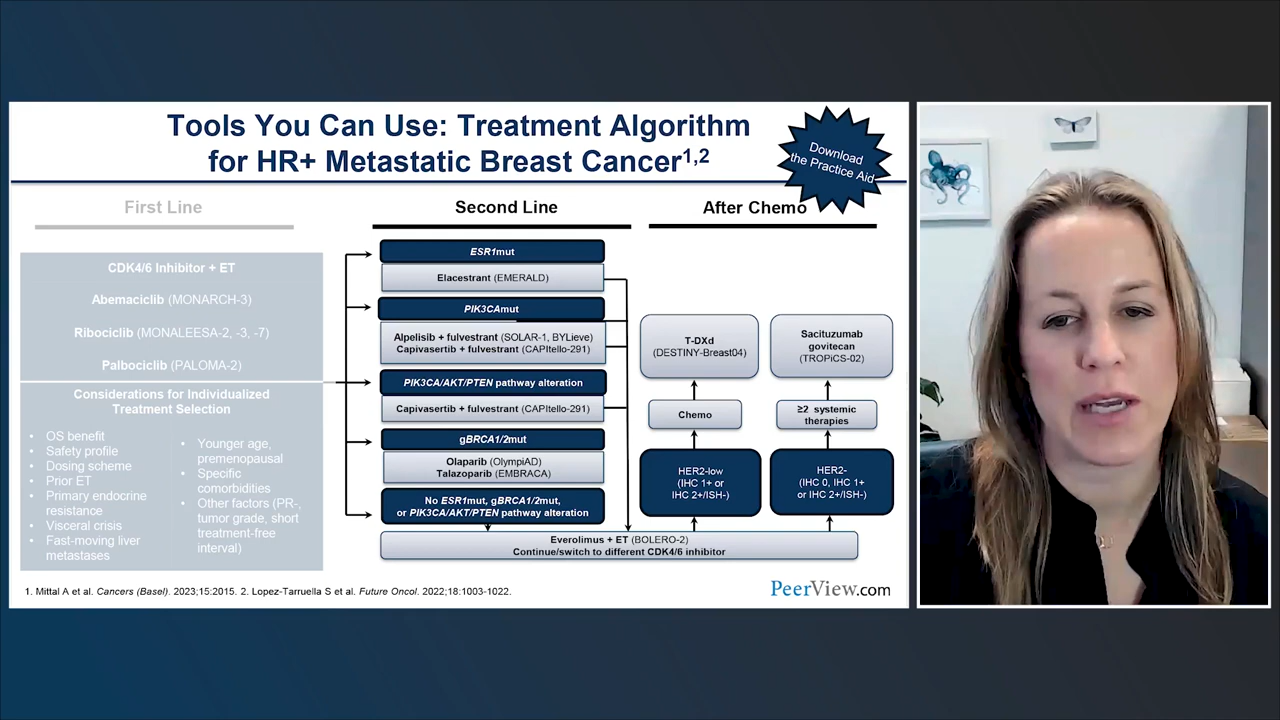 Tools You Can Use: Treatment Algorithm
for HR+ Metastatic Breast Cancer1,2
Download
the Practice Aid
First Line
CDK4/6 Inhibitor + ET
Abemaciclib (MONARCH-3)
Ribociclib (MONALEESA-2, -3, -7)
Palbociclib (PALOMA-2)
Considerations for Individualized
Treatment Selection
• OS benefit
• Safety profile
• Dosing scheme
• Prior ET
• Primary endocrine
resistance
• Visceral crisis
• Fast-moving liver
metastases
• Younger age,
premenopausal
• Specific
comorbidities
• Other factors (PR-,
tumor grade, short
treatment-free
interval)
Second Line
ESR1mut
Elacestrant (EMERALD)
PIK3CAmut
Alpelisib + fulvestrant (SOLAR-1, BYLieve)
Capivasertib + fulvestrant (CAPItello-291)
PIK3CA/AKT/PTEN pathway alteration
Capivasertib + fulvestrant (CAPItello-291)
gBRCA1/2mut
Olaparib (OlympiAD)
Talazoparib (EMBRACA)
No ESR1mut, gBRCA1/2mut,
or PIK3CA/AKT/PTEN pathway alteration
Everolimus + ET (BOLERO-2)
Continue/switch to different CDK4/6 inhibitor
After Chemo
T-DXd
(DESTINY-Breast04)
Chemo
HER2-low
(IHC 1+ or
IHC 2+/ISH-)
Sacituzumab
govitecan
(TROPiCS-02)
≥2 systemic
therapies
HER2-
(IHC 0, IHC 1+
or IHC 2+/ISH-)
1. Mittal A et al. Cancers (Basel). 2023;15:2015. 2. Lopez-Tarruella S et al. Future Oncol. 2022;18:1003-1022.
PeerView.com